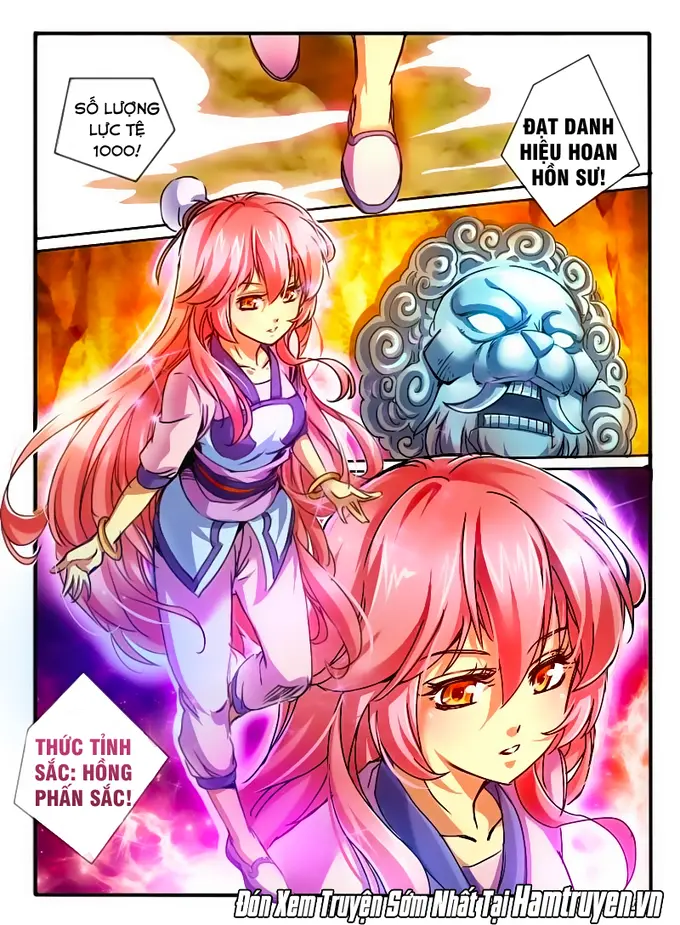 SỐ LƯỢNG
LỰC TỆ
1000!
ĐẠT DANH
HIỆU HOAN
HỒN SƯ!
THỨC TỈNH
SẮC: HỒNG
PHẤN SẮC!
Đón Xem Truyện Sớm Nhất Tại Hamtruyen.vn